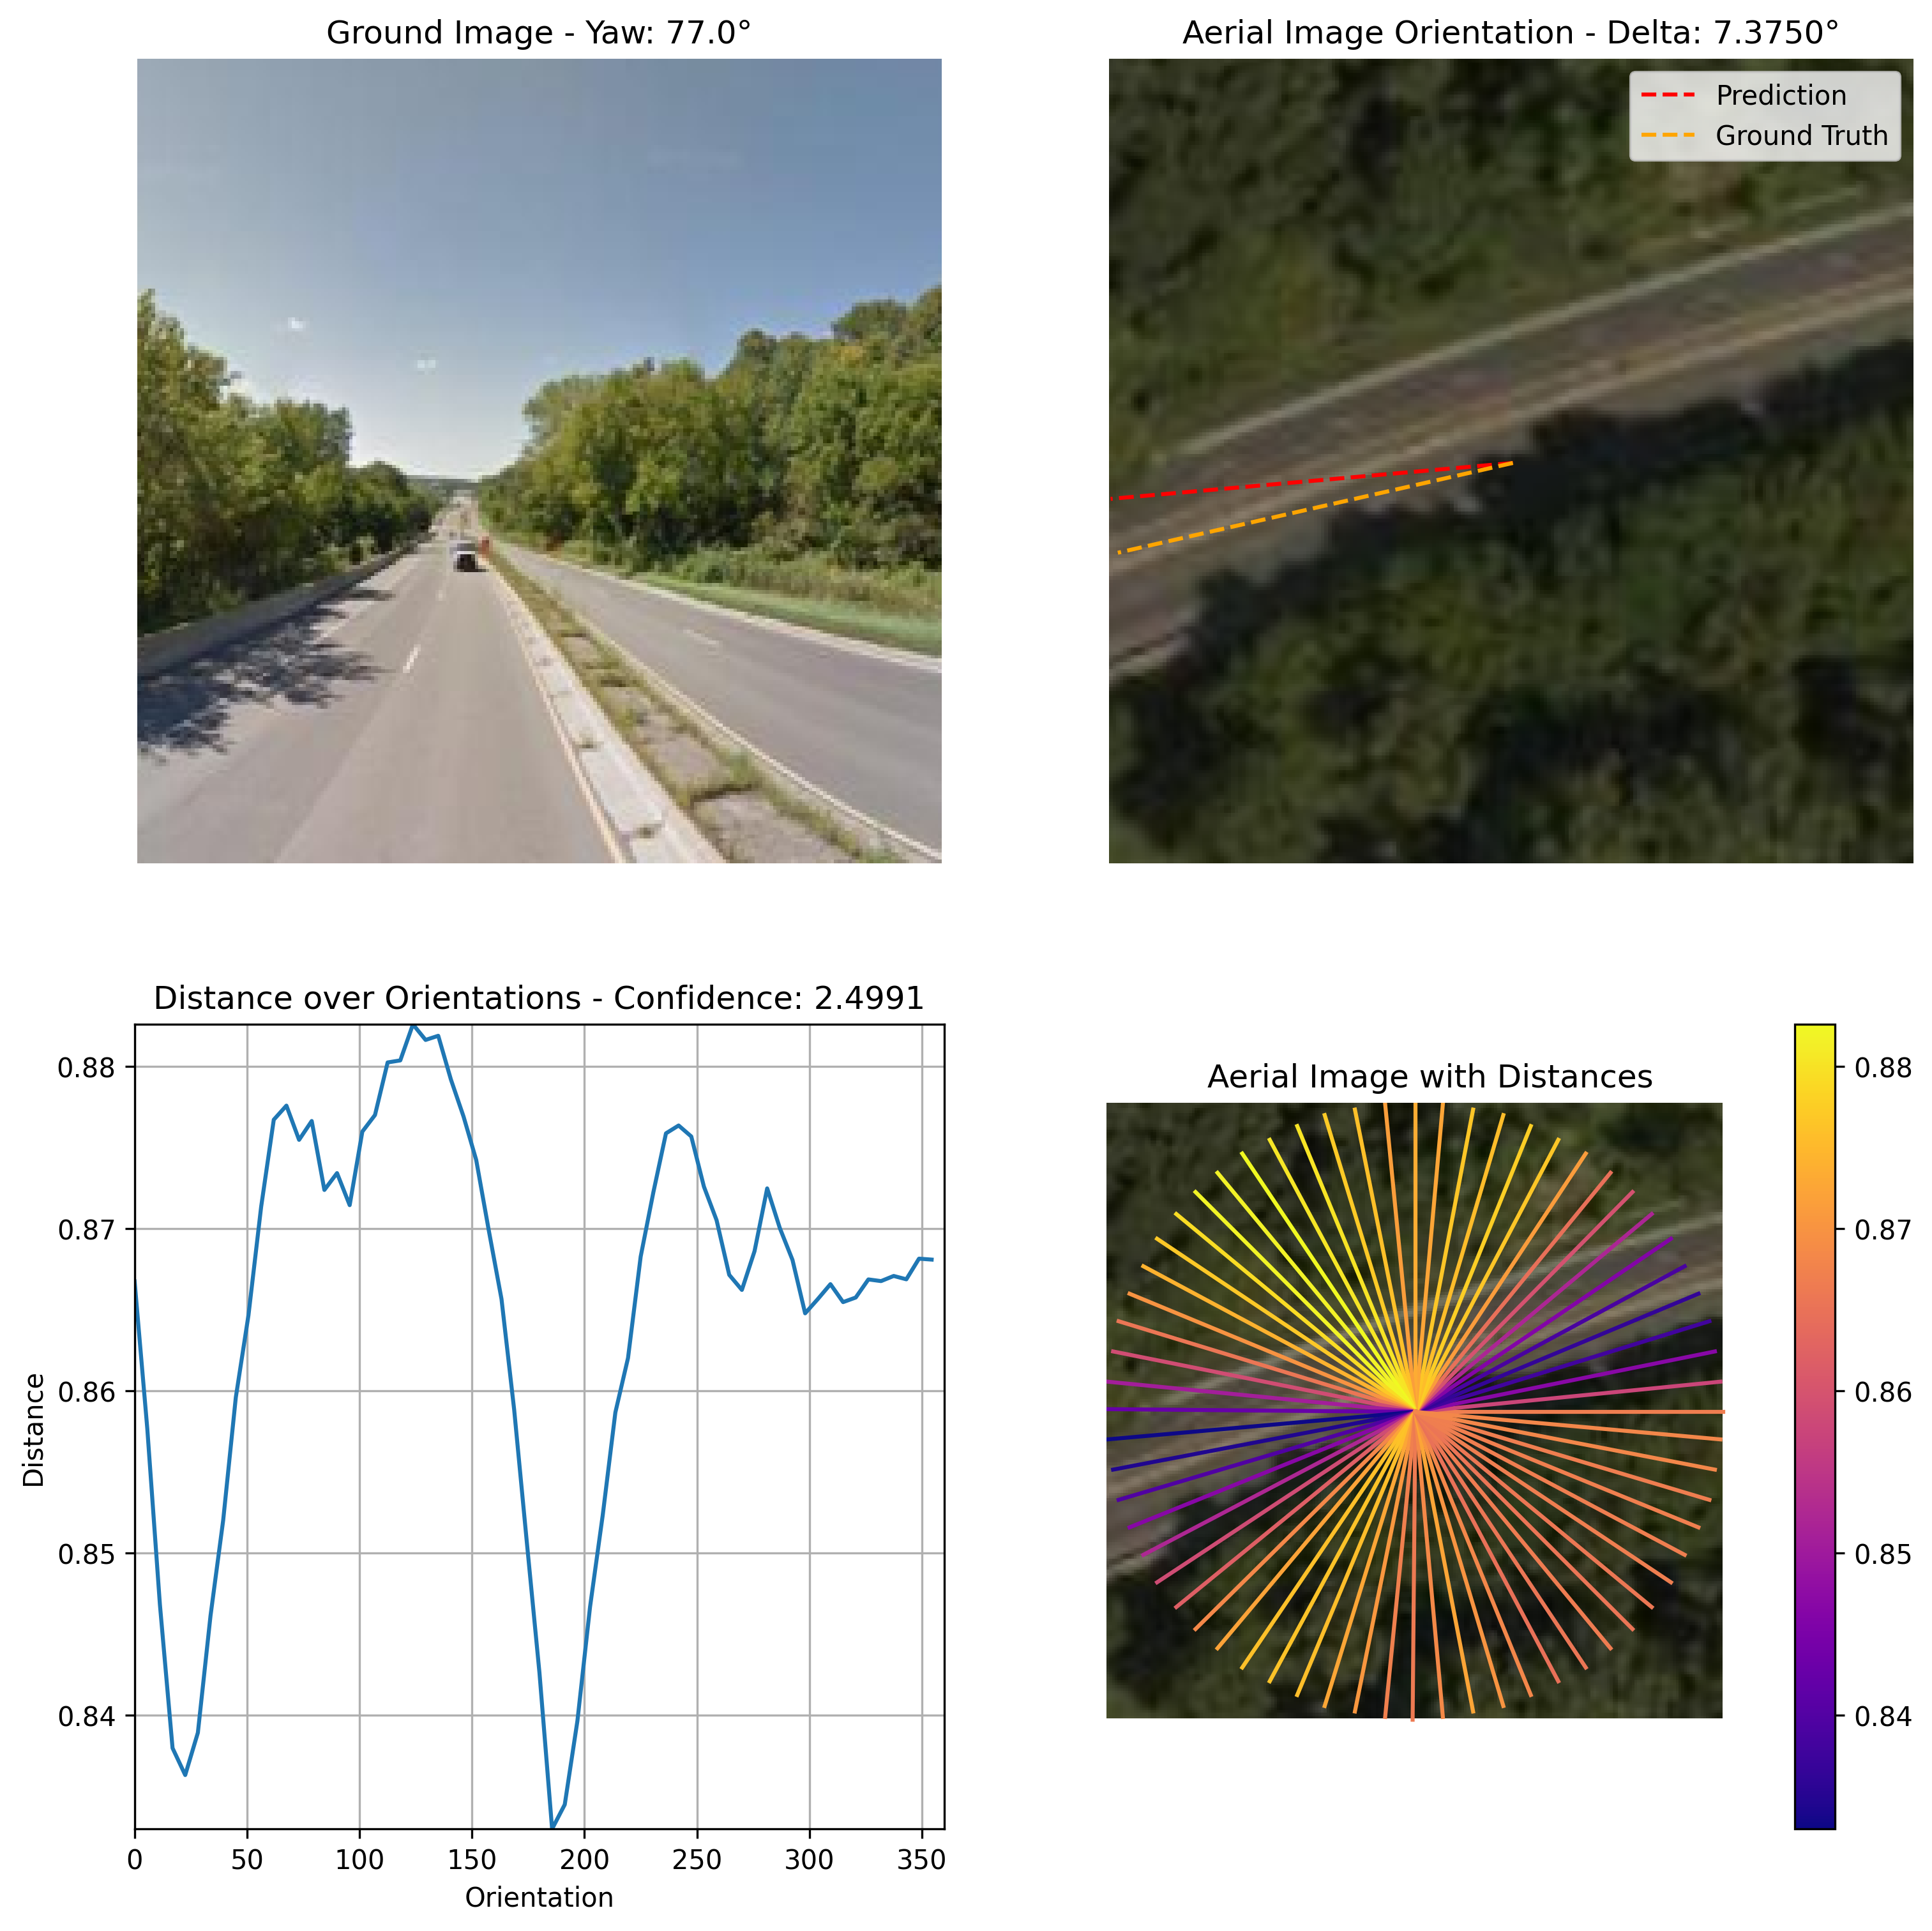 Ground Image - Yaw: 77.0°
Aerial Image Orientation - Delta: 7.3750°
Prediction
Ground Truth
Distance over Orientations - Confidence: 2.4991
0.88
0.87
0.86
0.85
0.84
Distance
0
50
100
150
200
250
300
350
Orientation
Aerial Image with Distances
0.88
0.87
0.86
0.85
0.84